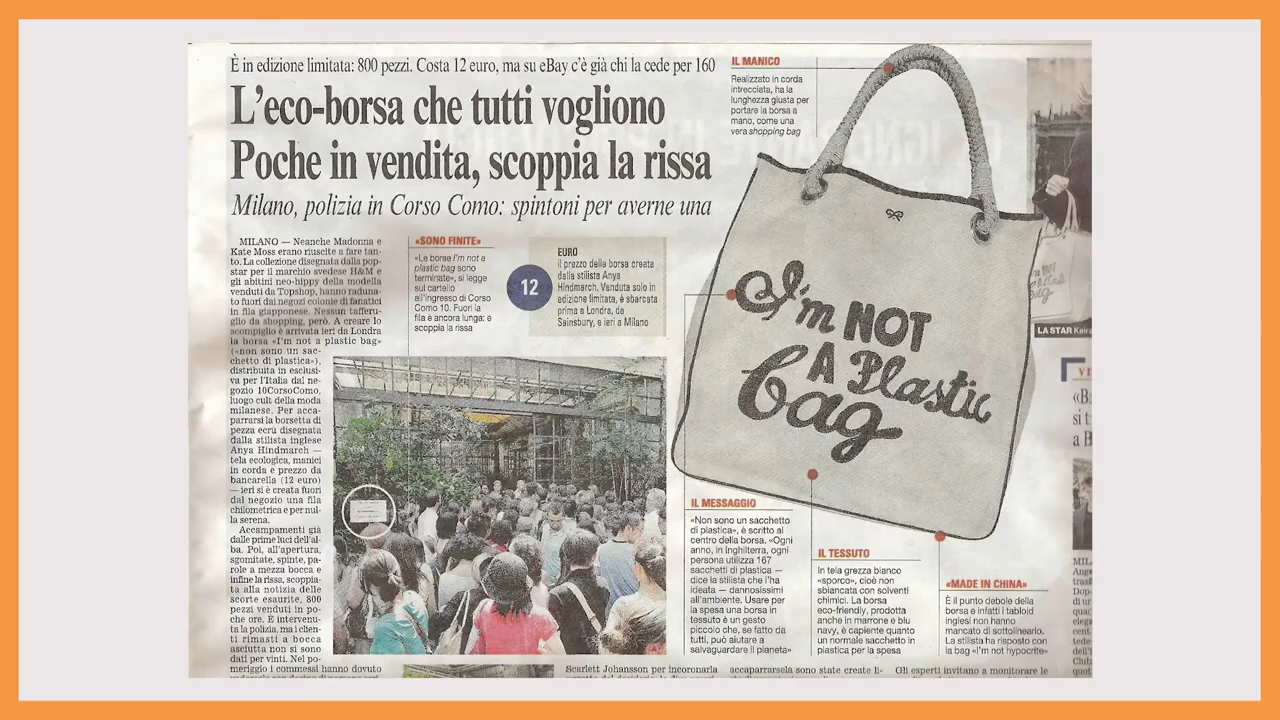 È in edizione limitata: 800 pezzi. Costa 12 euro, ma su eBay c'è già chi la cede per 160
L'eco-borsa che tutti vogliono
Poche in vendita, scoppia la rissa
Milano, polizia in Corso Como: spintoni per averne una
MILANO — Neanche Madonna e
Kate Moss erano riuscite a fare tan-
to. La collezione disegnata dalla pop-
star per il marchio svedese H&M e
gli abitini neo-hippy della modella
venduti da Topshop, hanno raduna-
to fuori dai negozi colonie di fanatici
in fila giapponese. Nessun tafferu-
glio da shopping, però. A creare lo
scompiglio è arrivata ieri da Londra
la borsa «I'm not a plastic bag»
(«non sono un sac-
chetto di plastica»),
distribuita in esclusi-
va per l'Italia dal ne-
gozio 10CorsoComo,
luogo cult della moda
milanese. Per acca-
parrarsi la borsetta di
pezza ecrù disegnata
dalla stilista inglese
Anya Hindmarch —
tela ecologica, manici
in corda e prezzo da
bancarella (12 euro)
— ieri si è creata fuori
dal negozio una fila
chilometrica e per nul-
la serena.
Accampamenti già
dalle prime luci dell'al-
ba. Poi, all'apertura,
sgomitate, spinte, pa-
role a mezza bocca e
infine la rissa, scoppia-
ta alla notizia delle
scorte esaurite, 800
pezzi venduti in po-
che ore. È intervenu-
ta la polizia, ma i clien-
ti rimasti a bocca
asciutta non si sono
dati per vinti. Nel po-
meriggio i commessi hanno dovuto
«SONO FINITE»
«Le borse I'm not a
plastic bag sono
terminate», si legge
sul cartello
all'ingresso di Corso
Como 10. Fuori la
fila è ancora lunga: e
scoppia la rissa
12
EURO
il prezzo della borsa creata
dalla stilista Anya
Hindmarch. Venduta solo in
edizione limitata, è sbarcata
prima a Londra, da
Sainsbury, e ieri a Milano
IL MANICO
Realizzato in corda
intrecciata, ha la
lunghezza giusta per
portare la borsa a
mano, come una
vera shopping bag
I'm NOT
A Plastic
bag
IL MESSAGGIO
«Non sono un sacchetto
di plastica», è scritto al
centro della borsa. «Ogni
anno, in Inghilterra, ogni
persona utilizza 167
sacchetti di plastica —
dice la stilista che l'ha
ideata — dannosissimi
all'ambiente. Usare per
la spesa una borsa in
tessuto è un gesto
piccolo che, se fatto da
tutti, può aiutare a
salvaguardare il pianeta»
IL TESSUTO
In tela grezza bianco
«sporco», cioè non
sbiancata con solventi
chimici. La borsa
eco-friendly, prodotta
anche in marrone e blu
navy, è capiente quanto
un normale sacchetto in
plastica per la spesa
«MADE IN CHINA»
È il punto debole della
borsa e infatti i tabloid
inglesi non hanno
mancato di sottolinearlo.
La stilista ha risposto con
la bag «I'm not hypocrite»
LA STAR Keira
Scarlett Johansson per incoronarla
accaparrarsela sono state create li-
Gli esperti invitano a monitorare le